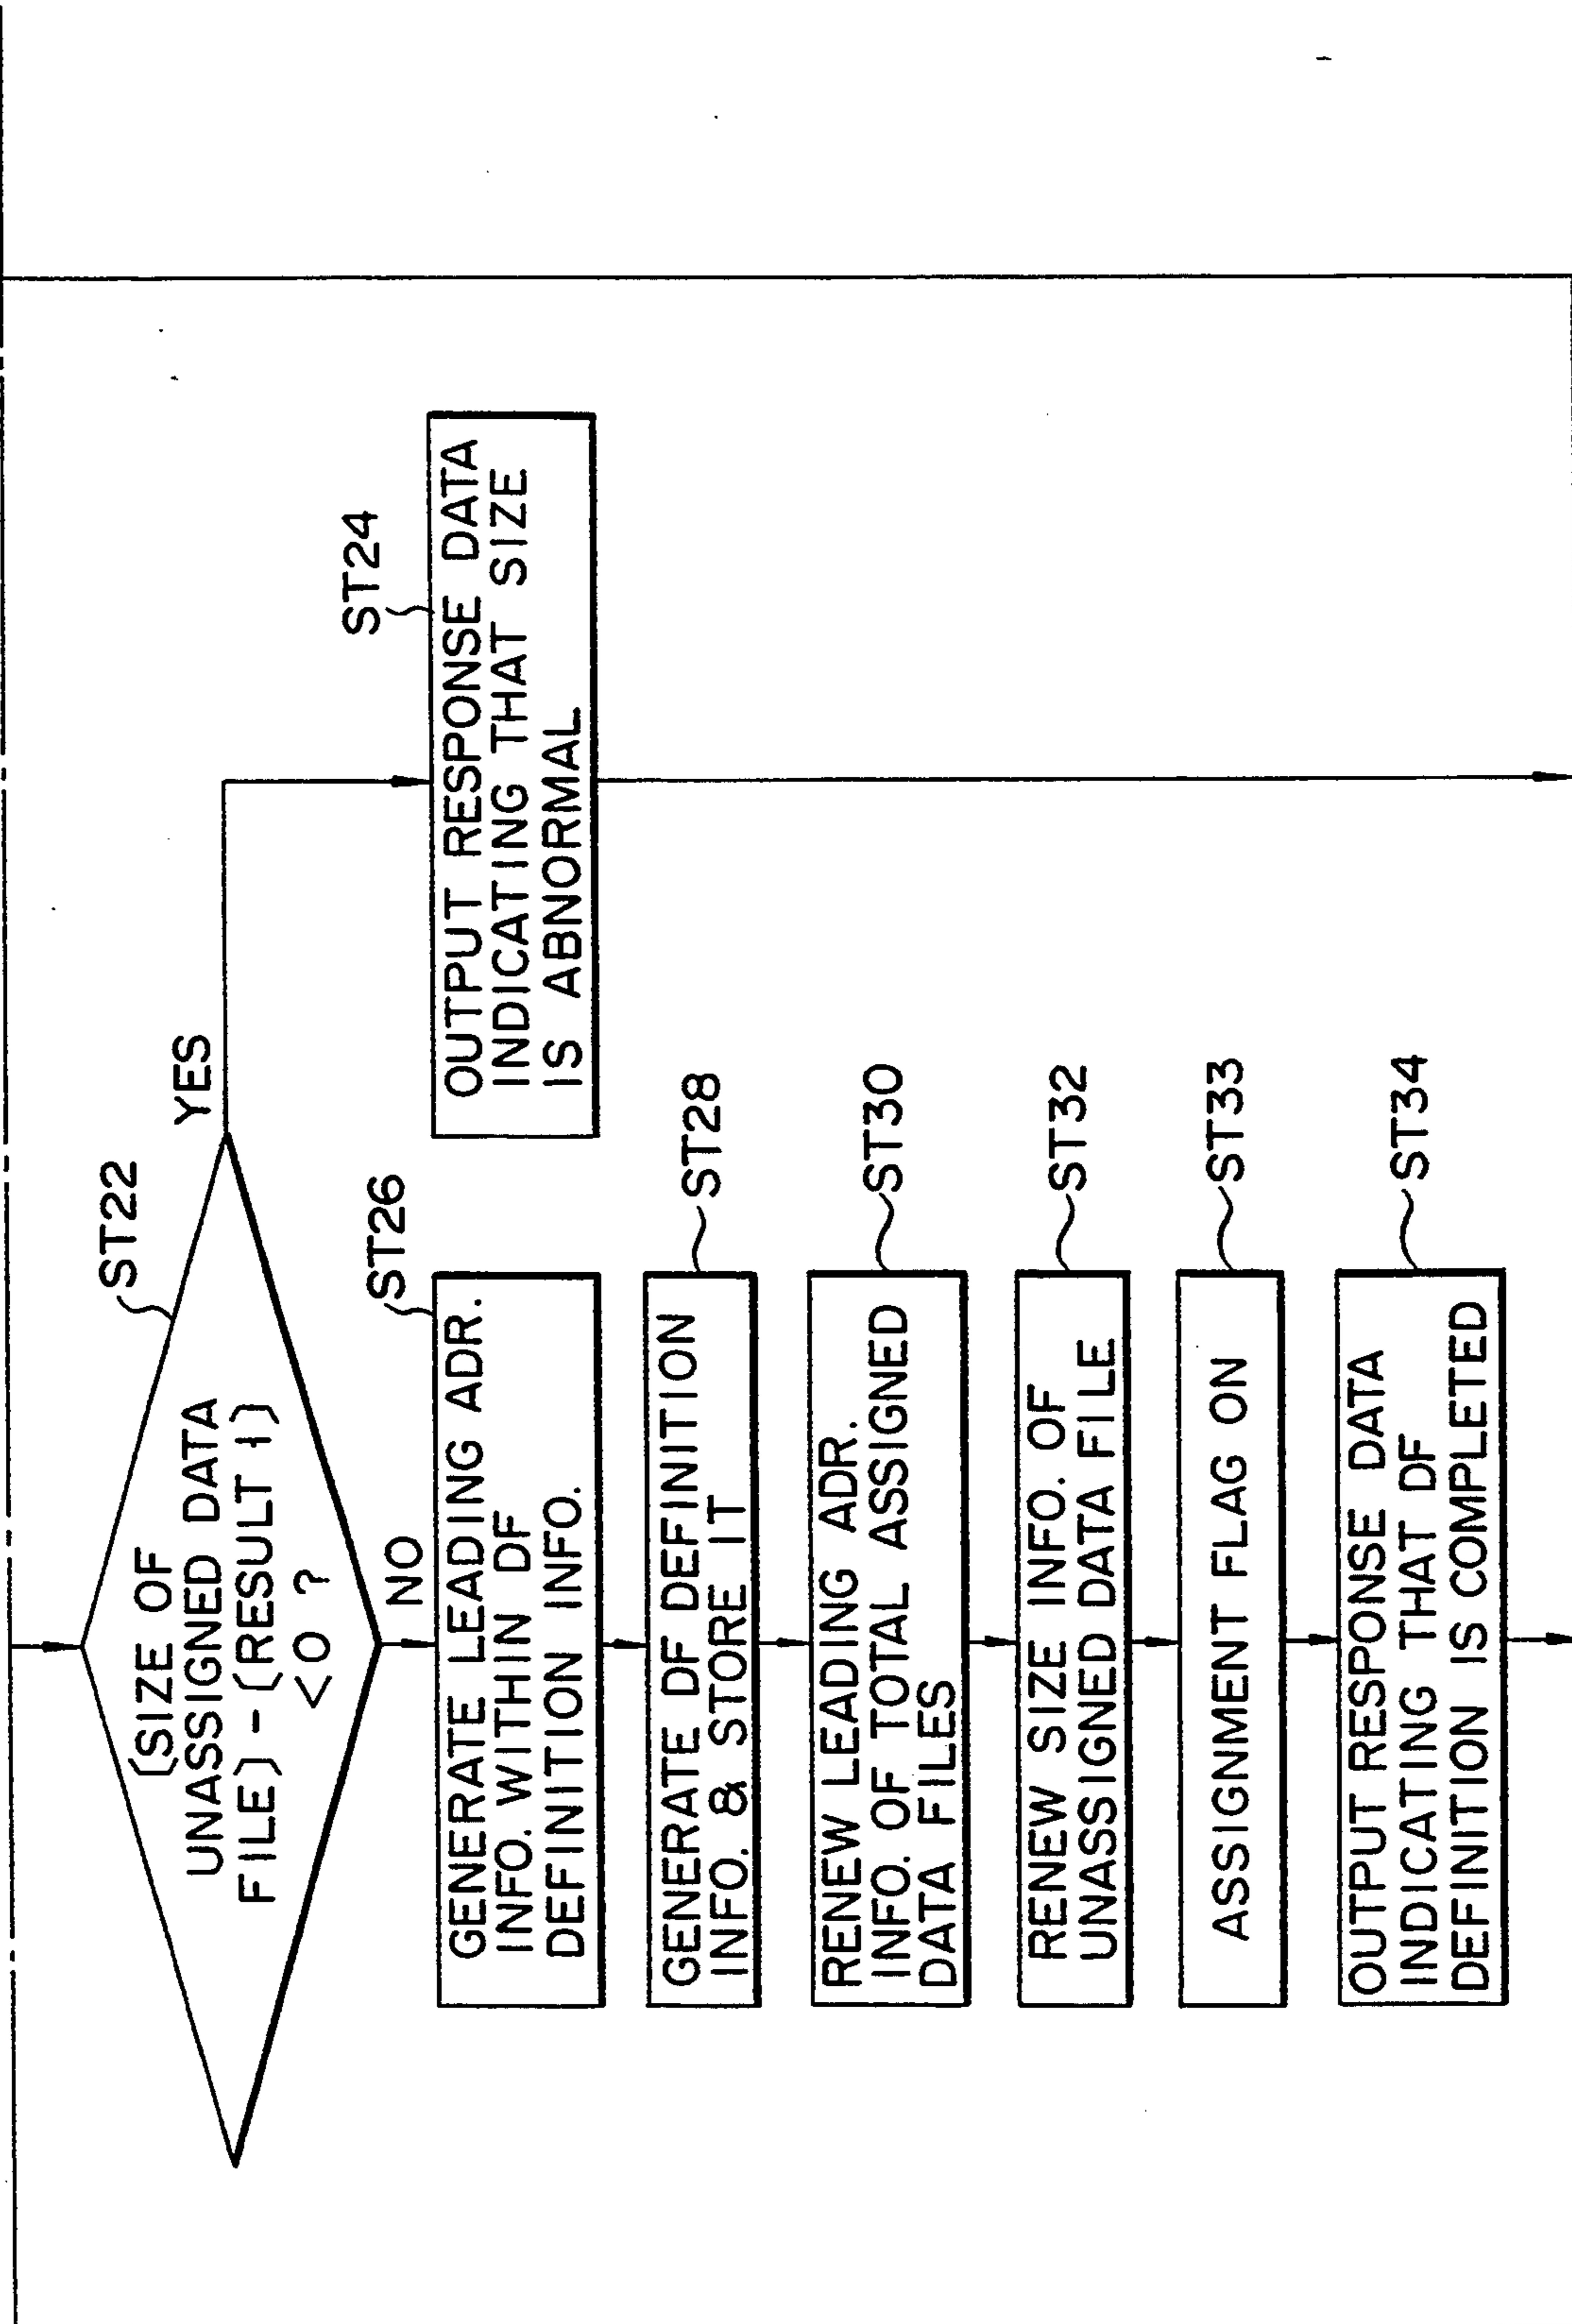 ST22
(SIZE OF
UNASSIGNED DATA
FILE) - (RESULT 1)
<0 ?
YES
NO
ST24
OUTPUT RESPONSE DATA
INDICATING THAT SIZE
IS ABNORMAL
ST26
GENERATE LEADING ADR.
INFO. WITHIN DF
DEFINITION INFO.
ST28
GENERATE DF DEFINITION
INFO. & STORE IT
ST30
RENEW LEADING ADR.
INFO. OF TOTAL ASSIGNED
DATA FILES
ST32
RENEW SIZE INFO. OF
UNASSIGNED DATA FILE
ST33
ASSIGNMENT FLAG ON
ST34
OUTPUT RESPONSE DATA
INDICATING THAT DF
DEFINITION IS COMPLETED